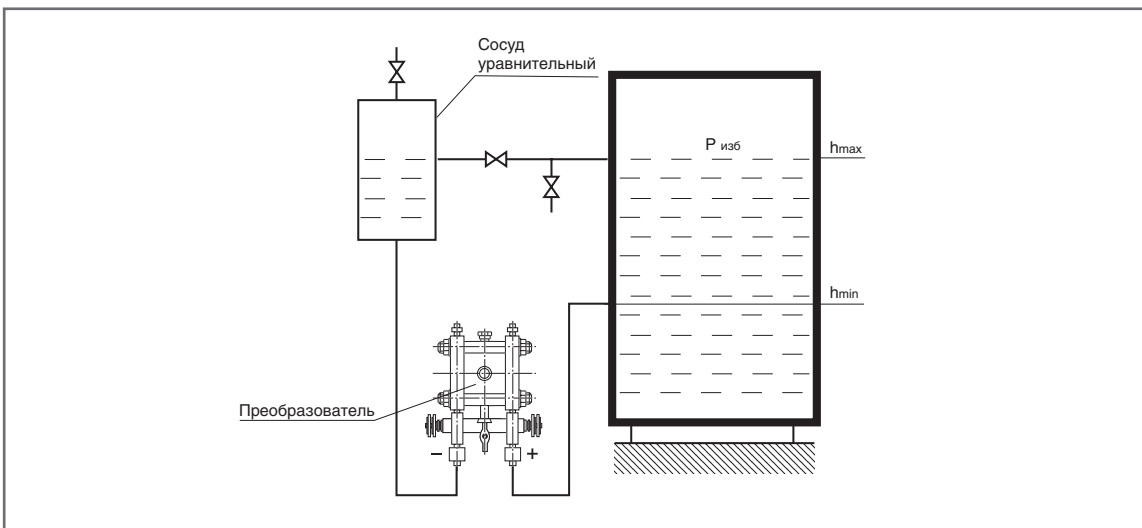 Сосуд
уравнительный
P изб
hmax
hmin
Преобразователь
− +